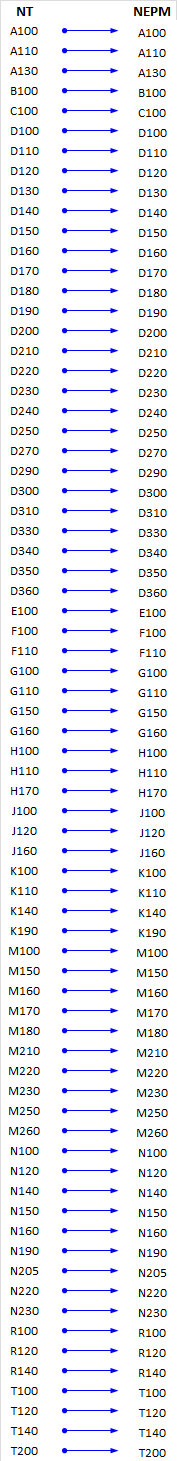 NT NEPM
A100 A100
A110 A110
A130 A130
B100 B100
C100 C100
D100 D100
D110 D110
D120 D120
D130 D130
D140 D140
D150 D150
D160 D160
D170 D170
D180 D180
D190 D190
D200 D200
D210 D210
D220 D220
D230 D230
D240 D240
D250 D250
D270 D270
D290 D290
D300 D300
D310 D310
D330 D330
D340 D340
D350 D350
D360 D360
E100 E100
F100 F100
F110 F110
G100 G100
G110 G110
G150 G150
G160 G160
H100 H100
H110 H110
H170 H170
J100 J100
J120 J120
J160 J160
K100 K100
K110 K110
K140 K140
K190 K190
M100 M100
M150 M150
M160 M160
M170 M170
M180 M180
M210 M210
M220 M220
M230 M230
M250 M250
M260 M260
N100 N100
N120 N120
N140 N140
N150 N150
N160 N160
N190 N190
N205 N205
N220 N220
N230 N230
R100 R100
R120 R120
R140 R140
T100 T100
T120 T120
T140 T140
T200 T200